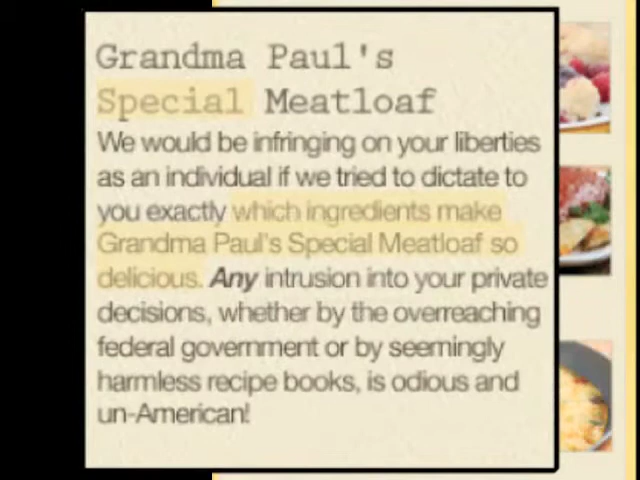 Grandma Paul's
Special Meatloaf
We would be infringing on your liberties
as an individual if we tried to dictate to
you exactly which ingredients make
Grandma Paul's Special Meatloaf so
delicious. Any intrusion into your private
decisions, whether by the overreaching
federal government or by seemingly
harmless recipe books, is odious and
un-American!